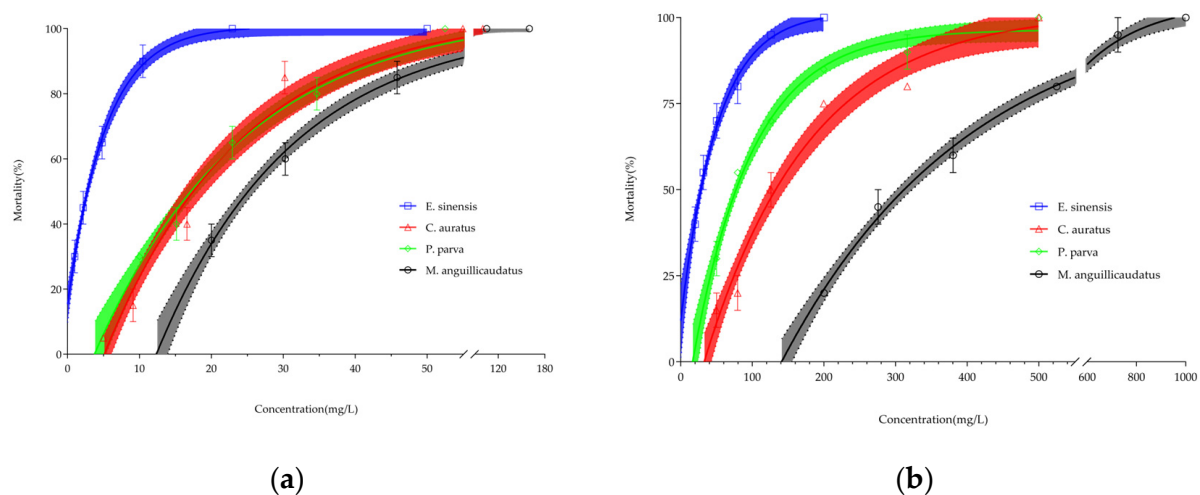 100
80
60
40
20
0
Mortality(%)
0 10 20 30 40 50 60 120 180
Concentration(mg/L)
E. sinensis
C. auratus
P. parva
M. anguillicaudatus
(a)
100
75
50
25
0
Mortality(%)
0 100 200 300 400 500 600 800 1000
Concentration(mg/L)
E. sinensis
C. auratus
P. parva
M. anguillicaudatus
(b)